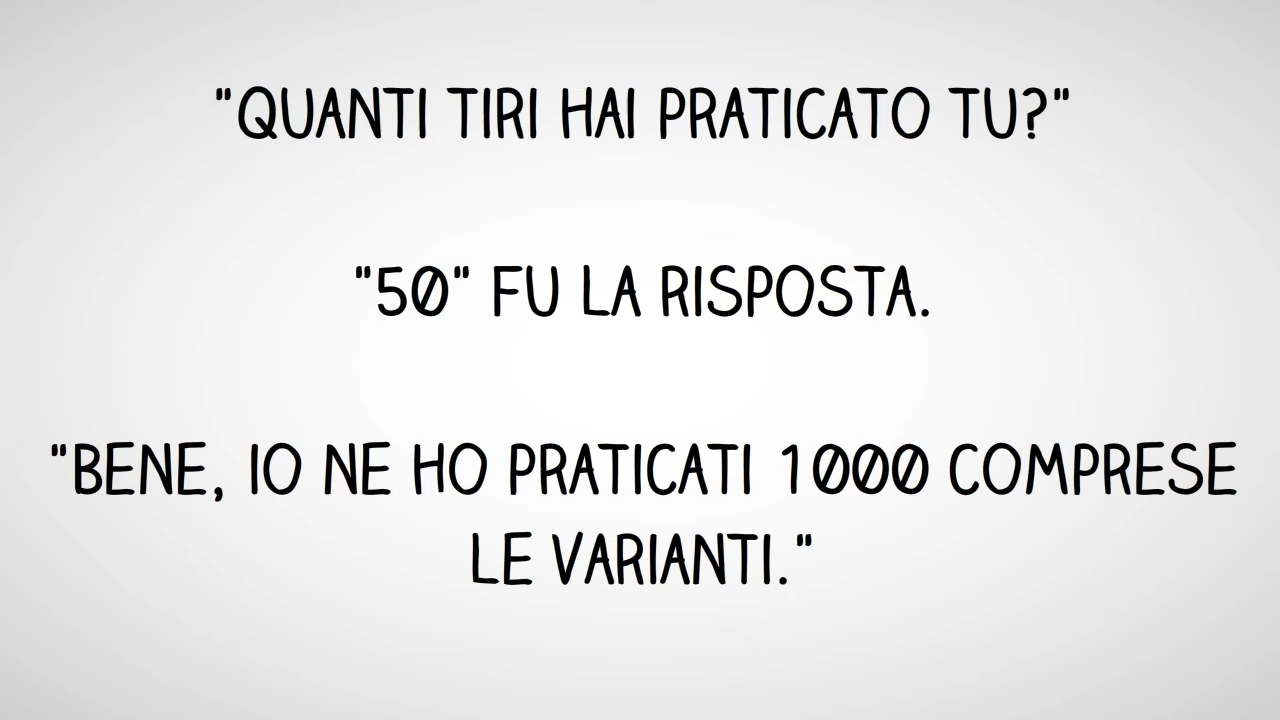 "QUANTI TIRI HAI PRATICATO TU?"
"50" FU LA RISPOSTA.
"BENE, IO NE HO PRATICATI 1000 COMPRESE
LE VARIANTI."